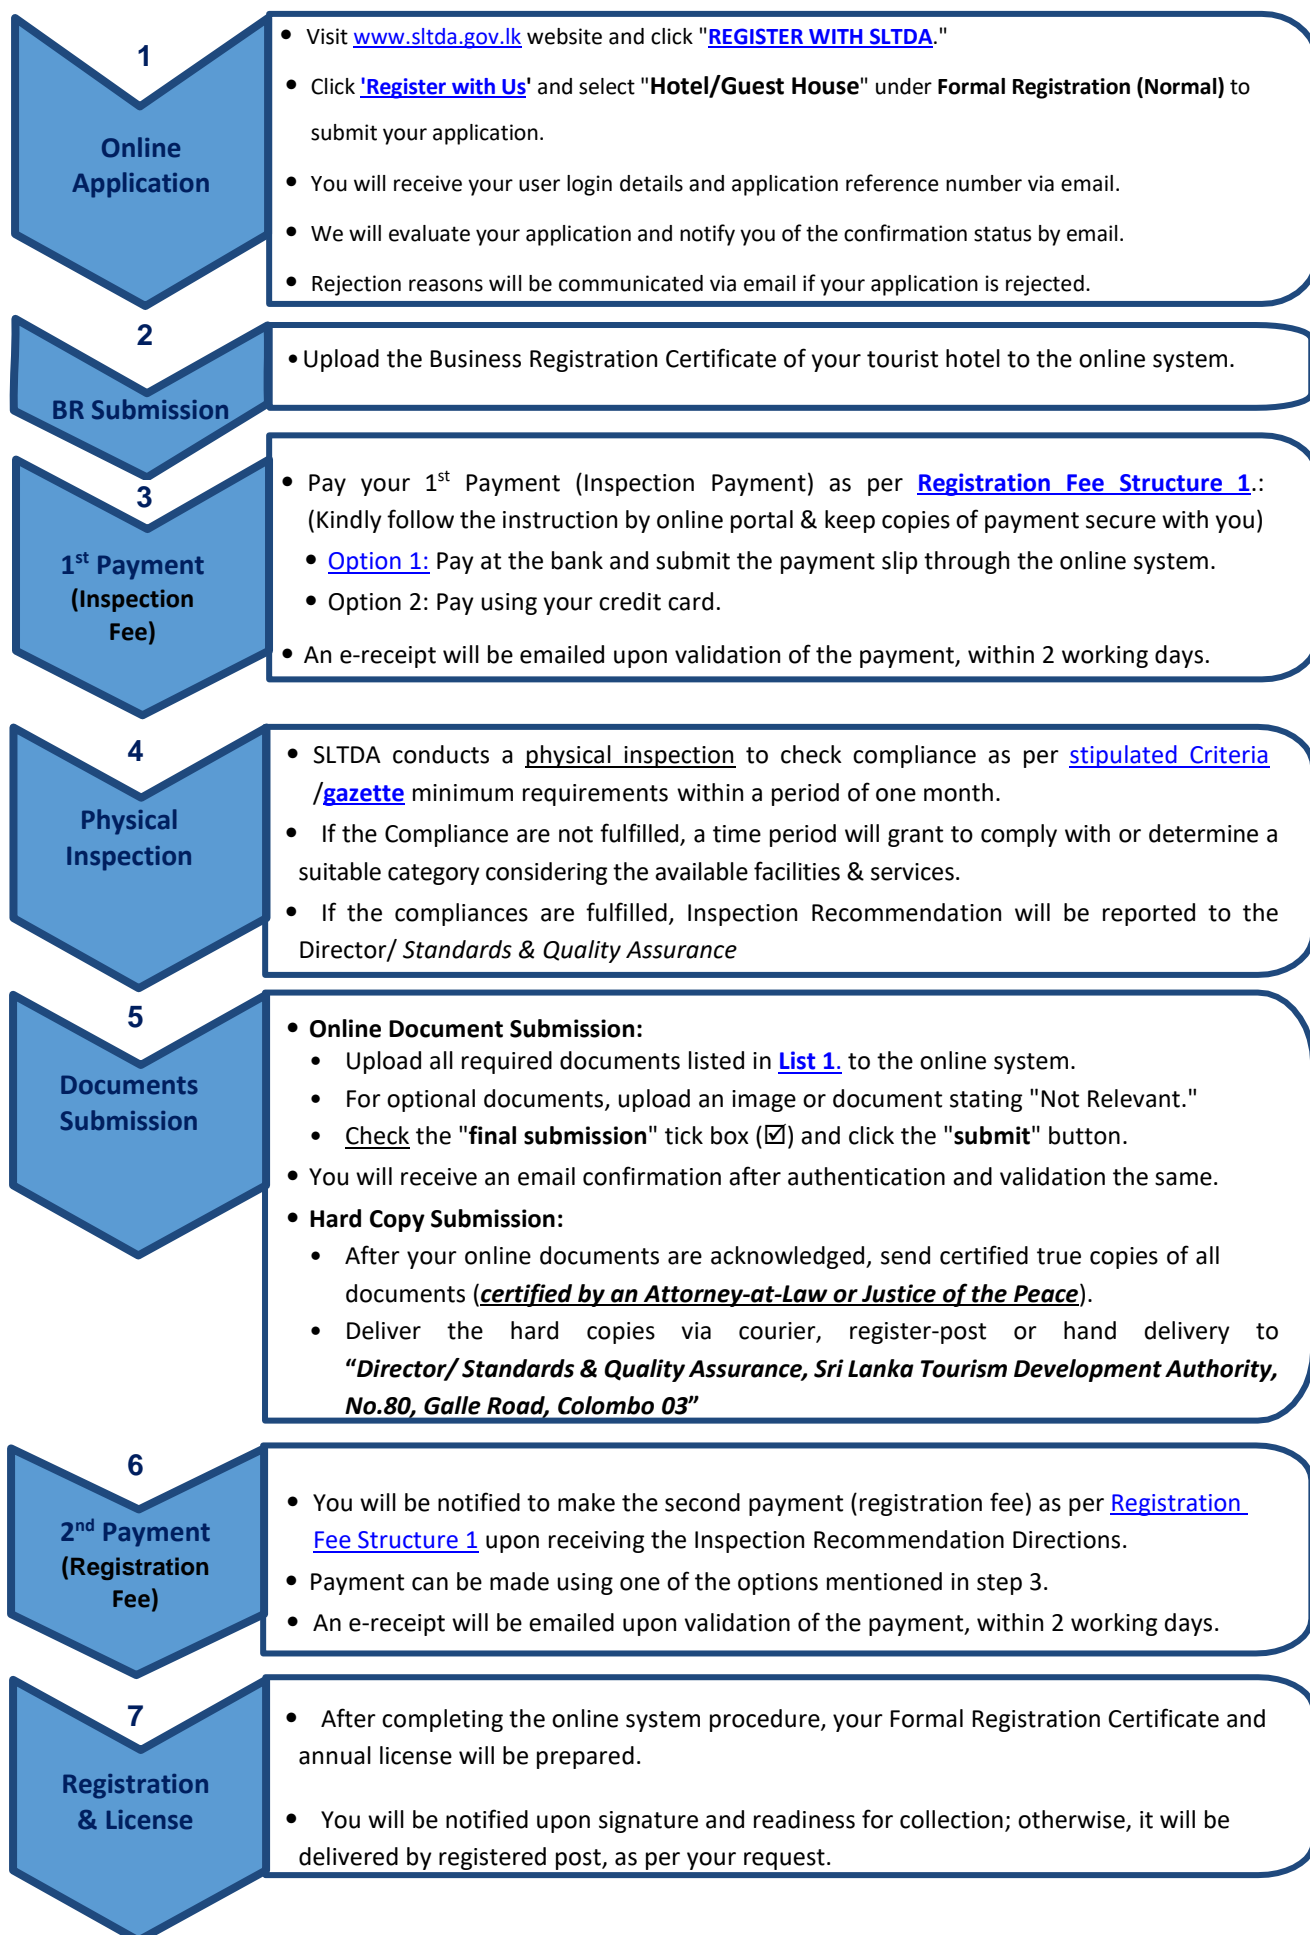 1
Online
Application
• Visit www.sltda.gov.lk website and click "REGISTER WITH SLTDA."
• Click 'Register with Us' and select "Hotel/Guest House" under Formal Registration (Normal) to
submit your application.
• You will receive your user login details and application reference number via email.
• We will evaluate your application and notify you of the confirmation status by email.
• Rejection reasons will be communicated via email if your application is rejected.
2
BR Submission
• Upload the Business Registration Certificate of your tourist hotel to the online system.
3
1st Payment
(Inspection
Fee)
• Pay your 1st Payment (Inspection Payment) as per Registration Fee Structure 1.:
(Kindly follow the instruction by online portal & keep copies of payment secure with you)
• Option 1: Pay at the bank and submit the payment slip through the online system.
• Option 2: Pay using your credit card.
• An e-receipt will be emailed upon validation of the payment, within 2 working days.
4
Physical
Inspection
• SLTDA conducts a physical inspection to check compliance as per stipulated Criteria
/gazette minimum requirements within a period of one month.
• If the Compliance are not fulfilled, a time period will grant to comply with or determine a
suitable category considering the available facilities & services.
• If the compliances are fulfilled, Inspection Recommendation will be reported to the
Director/ Standards & Quality Assurance
5
Documents
Submission
• Online Document Submission:
• Upload all required documents listed in List 1. to the online system.
• For optional documents, upload an image or document stating "Not Relevant."
• Check the "final submission" tick box (☑) and click the "submit" button.
• You will receive an email confirmation after authentication and validation the same.
• Hard Copy Submission:
• After your online documents are acknowledged, send certified true copies of all
documents (certified by an Attorney-at-Law or Justice of the Peace).
• Deliver the hard copies via courier, register-post or hand delivery to
“Director/ Standards & Quality Assurance, Sri Lanka Tourism Development Authority,
No.80, Galle Road, Colombo 03”
6
2nd Payment
(Registration
Fee)
• You will be notified to make the second payment (registration fee) as per Registration
Fee Structure 1 upon receiving the Inspection Recommendation Directions.
• Payment can be made using one of the options mentioned in step 3.
• An e-receipt will be emailed upon validation of the payment, within 2 working days.
7
Registration
& License
• After completing the online system procedure, your Formal Registration Certificate and
annual license will be prepared.
• You will be notified upon signature and readiness for collection; otherwise, it will be
delivered by registered post, as per your request.